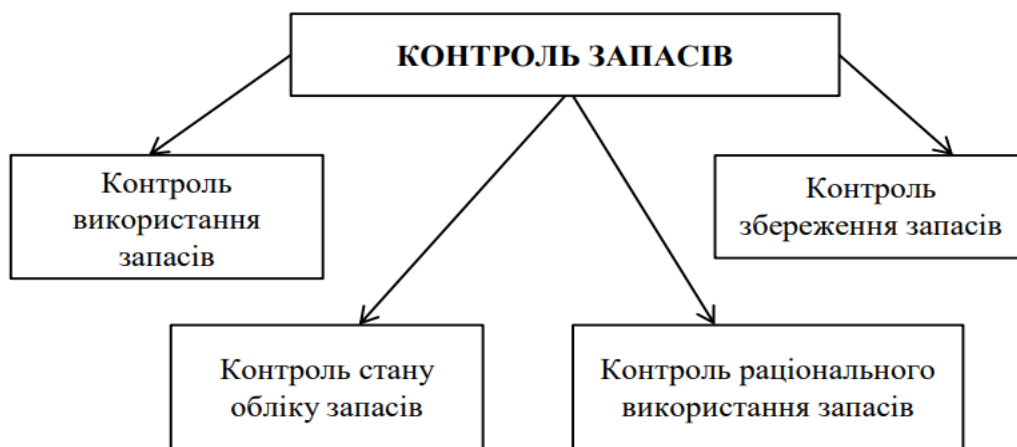 КОНТРОЛЬ ЗАПАСІВ
Контроль
використання
запасів
Контроль
збереження запасів
Контроль стану
обліку запасів
Контроль раціонального
використання запасів